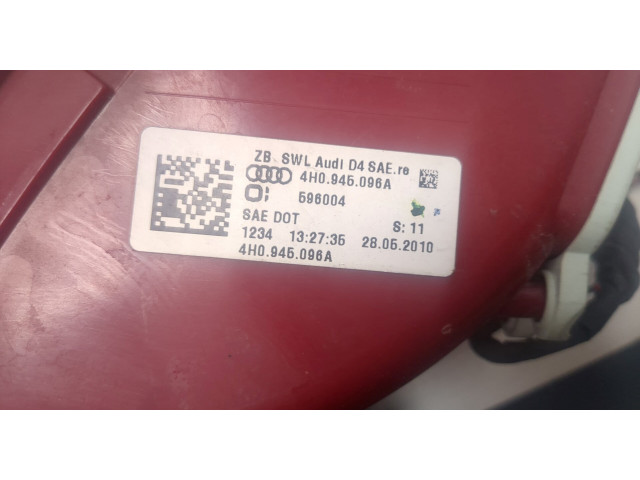 ZB. SWL Audi D4 SAE.re
4H0.945.096A
596004
SAE DOT S: 11
1234 13:27:35 28.05.2010
4H0.945.096A